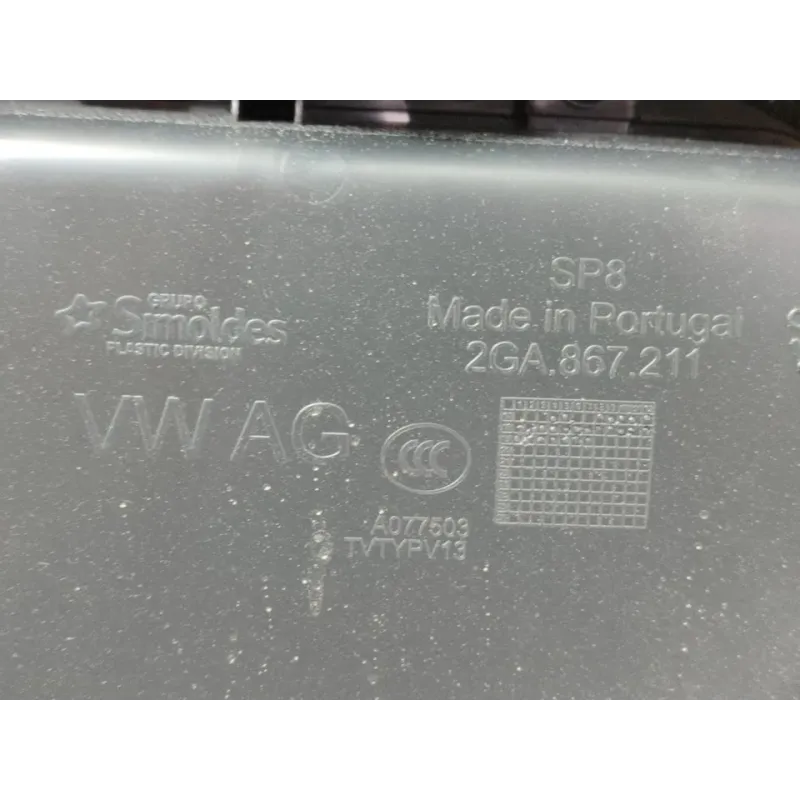 GRUPO
Simoldes
PLASTIC DIVISION
SP8
Made in Portugal
2GA.867.211
VW AG
CCC
A077503
TVTYPV13